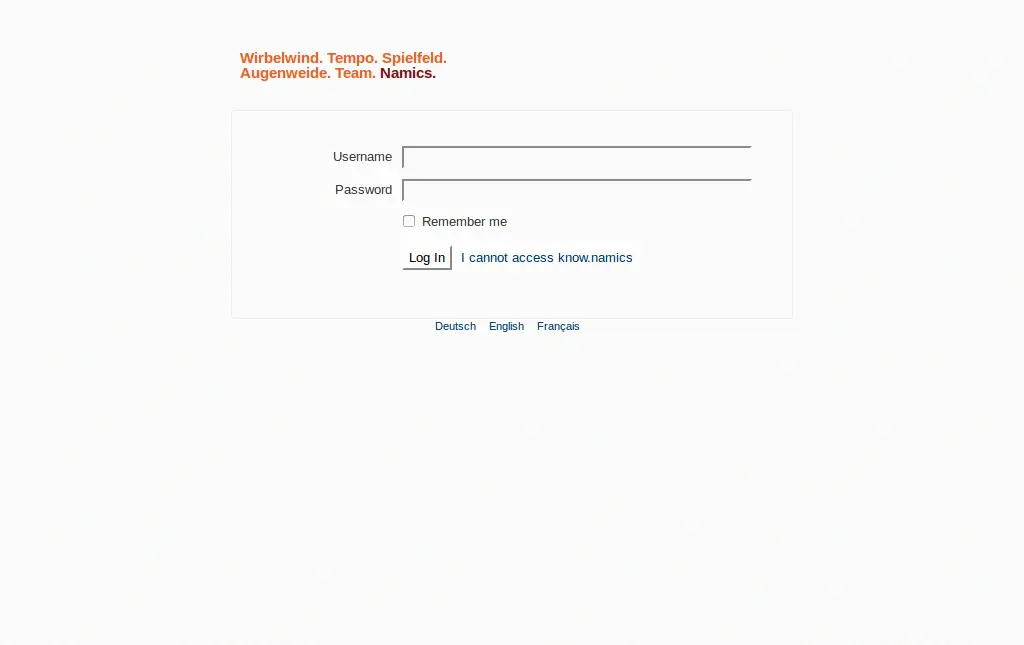 Wirbelwind. Tempo. Spielfeld.
Augenweide. Team. Namics.
Username
Password
Remember me
Log In I cannot access know.namics
Deutsch English Français